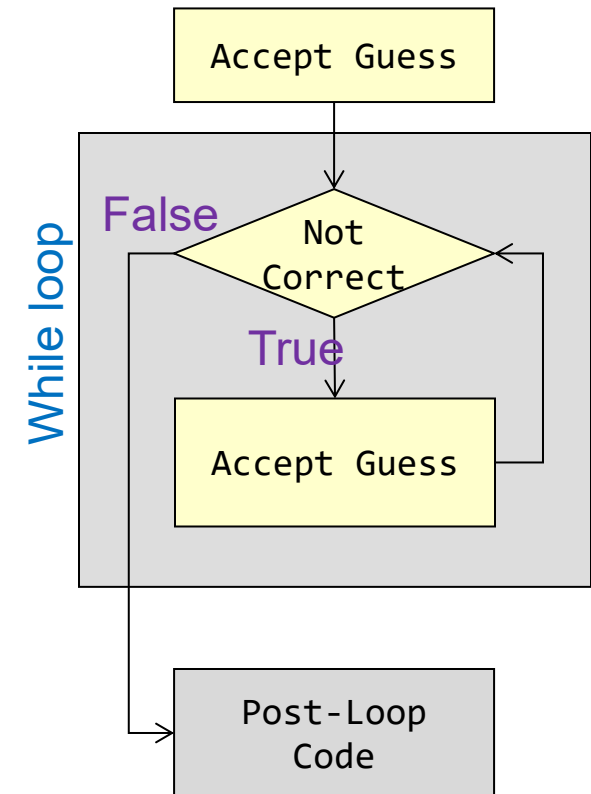 Accept Guess
While loop
False
Not
Correct
True
Accept Guess
Post-Loop
Code